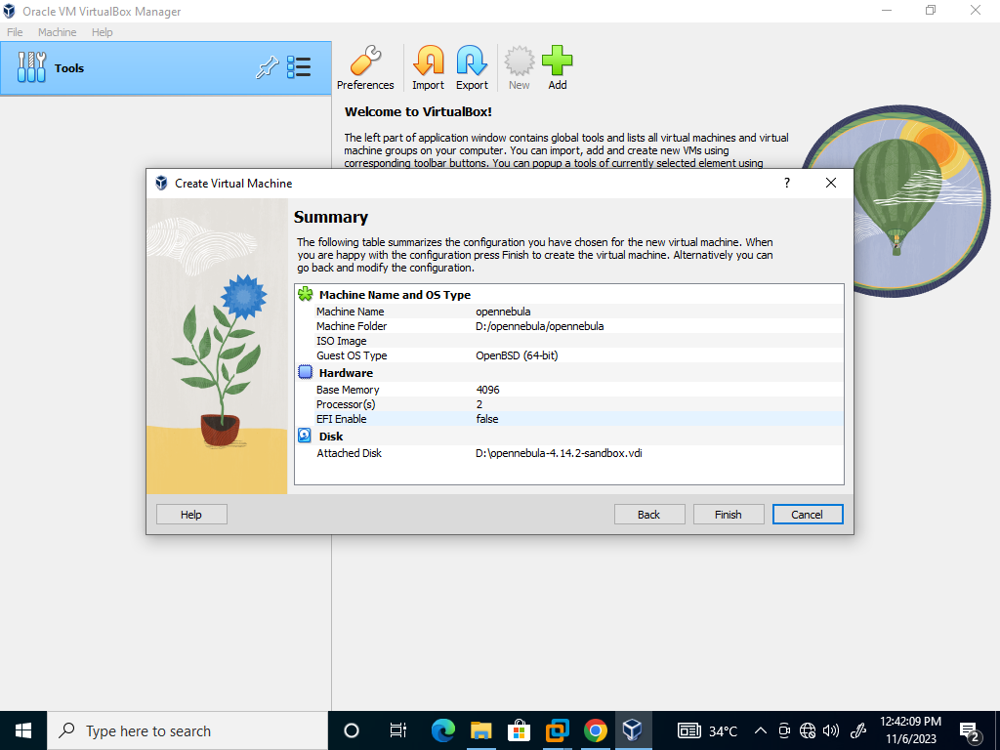 Oracle VM VirtualBox Manager
File Machine Help
Tools
Preferences Import Export New Add
Welcome to VirtualBox!
The left part of application window contains global tools and lists all virtual machines and virtual
machine groups on your computer. You can import, add and create new VMs using
corresponding toolbar buttons. You can popup a tools of currently selected element using
Create Virtual Machine ?
Summary
The following table summarizes the configuration you have chosen for the new virtual machine. When
you are happy with the configuration press Finish to create the virtual machine. Alternatively you can
go back and modify the configuration.
Machine Name and OS Type
Machine Name opennebula
Machine Folder D:/opennebula/opennebula
ISO Image
Guest OS Type OpenBSD (64-bit)
Hardware
Base Memory 4096
Processor(s) 2
EFI Enable false
Disk
Attached Disk D:\opennebula-4.14.2-sandbox.vdi
Help Back Finish Cancel
Type here to search 34°C 12:42:09 PM
11/6/2023 2